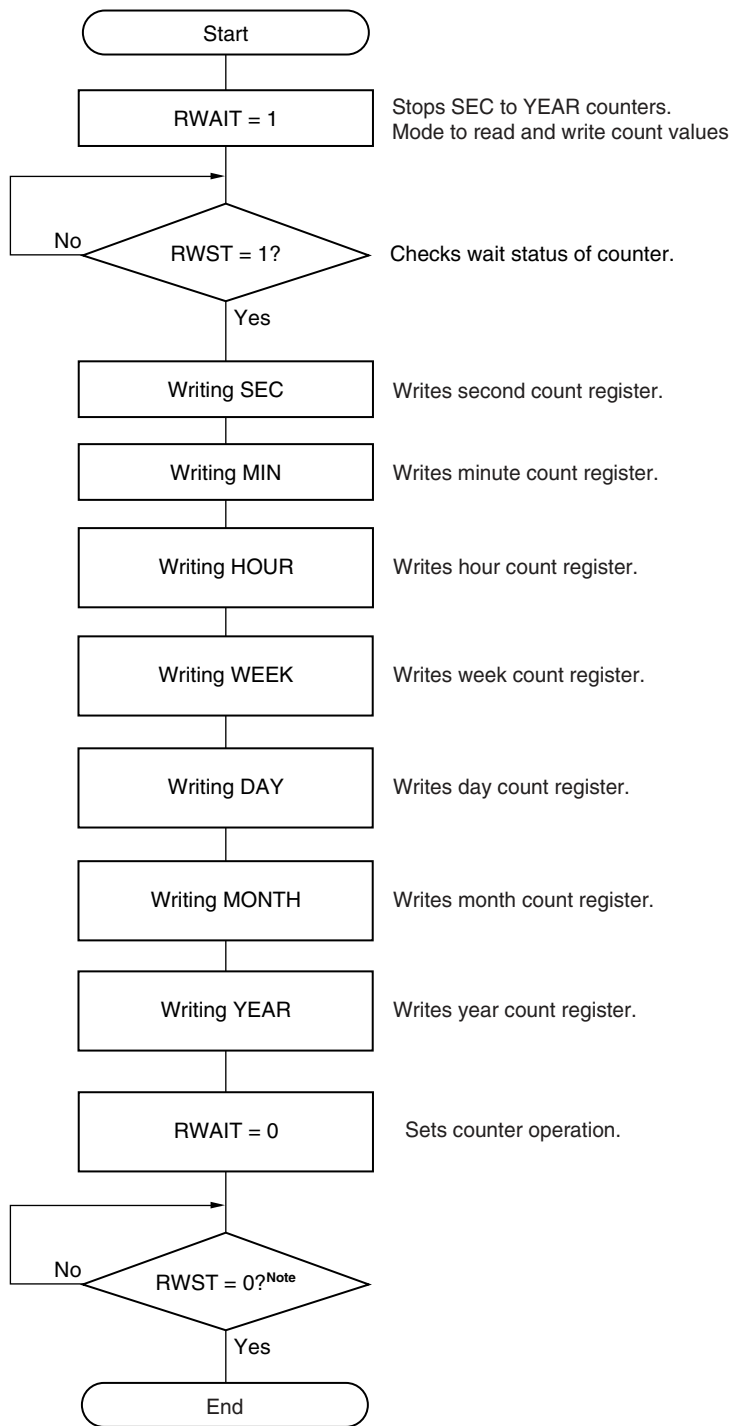 Start
RWAIT = 1
Stops SEC to YEAR counters.
Mode to read and write count values
No
RWST = 1?
Checks wait status of counter.
Yes
Writing SEC
Writes second count register.
Writing MIN
Writes minute count register.
Writing HOUR
Writes hour count register.
Writing WEEK
Writes week count register.
Writing DAY
Writes day count register.
Writing MONTH
Writes month count register.
Writing YEAR
Writes year count register.
RWAIT = 0
Sets counter operation.
No
RWST = 0?Note
Yes
End